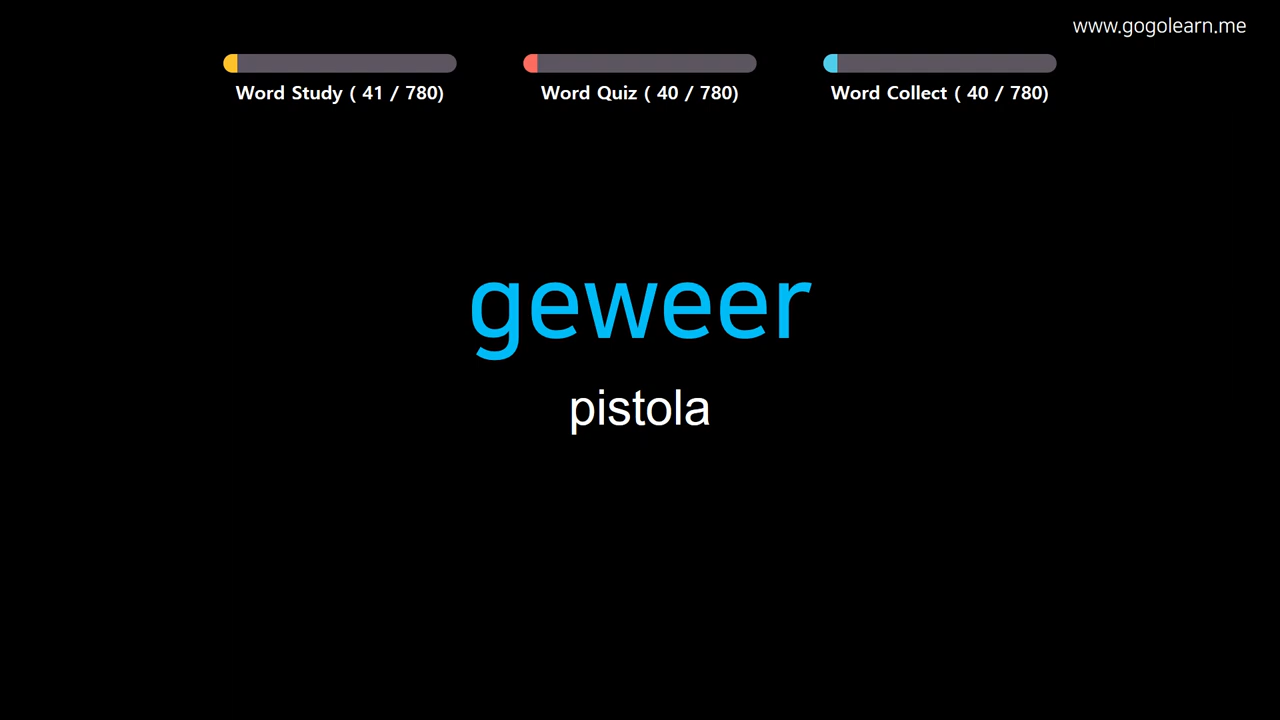 www.gogolearn.me
Word Study ( 41 / 780)
Word Quiz ( 40 / 780)
Word Collect ( 40 / 780)
geweer
pistola